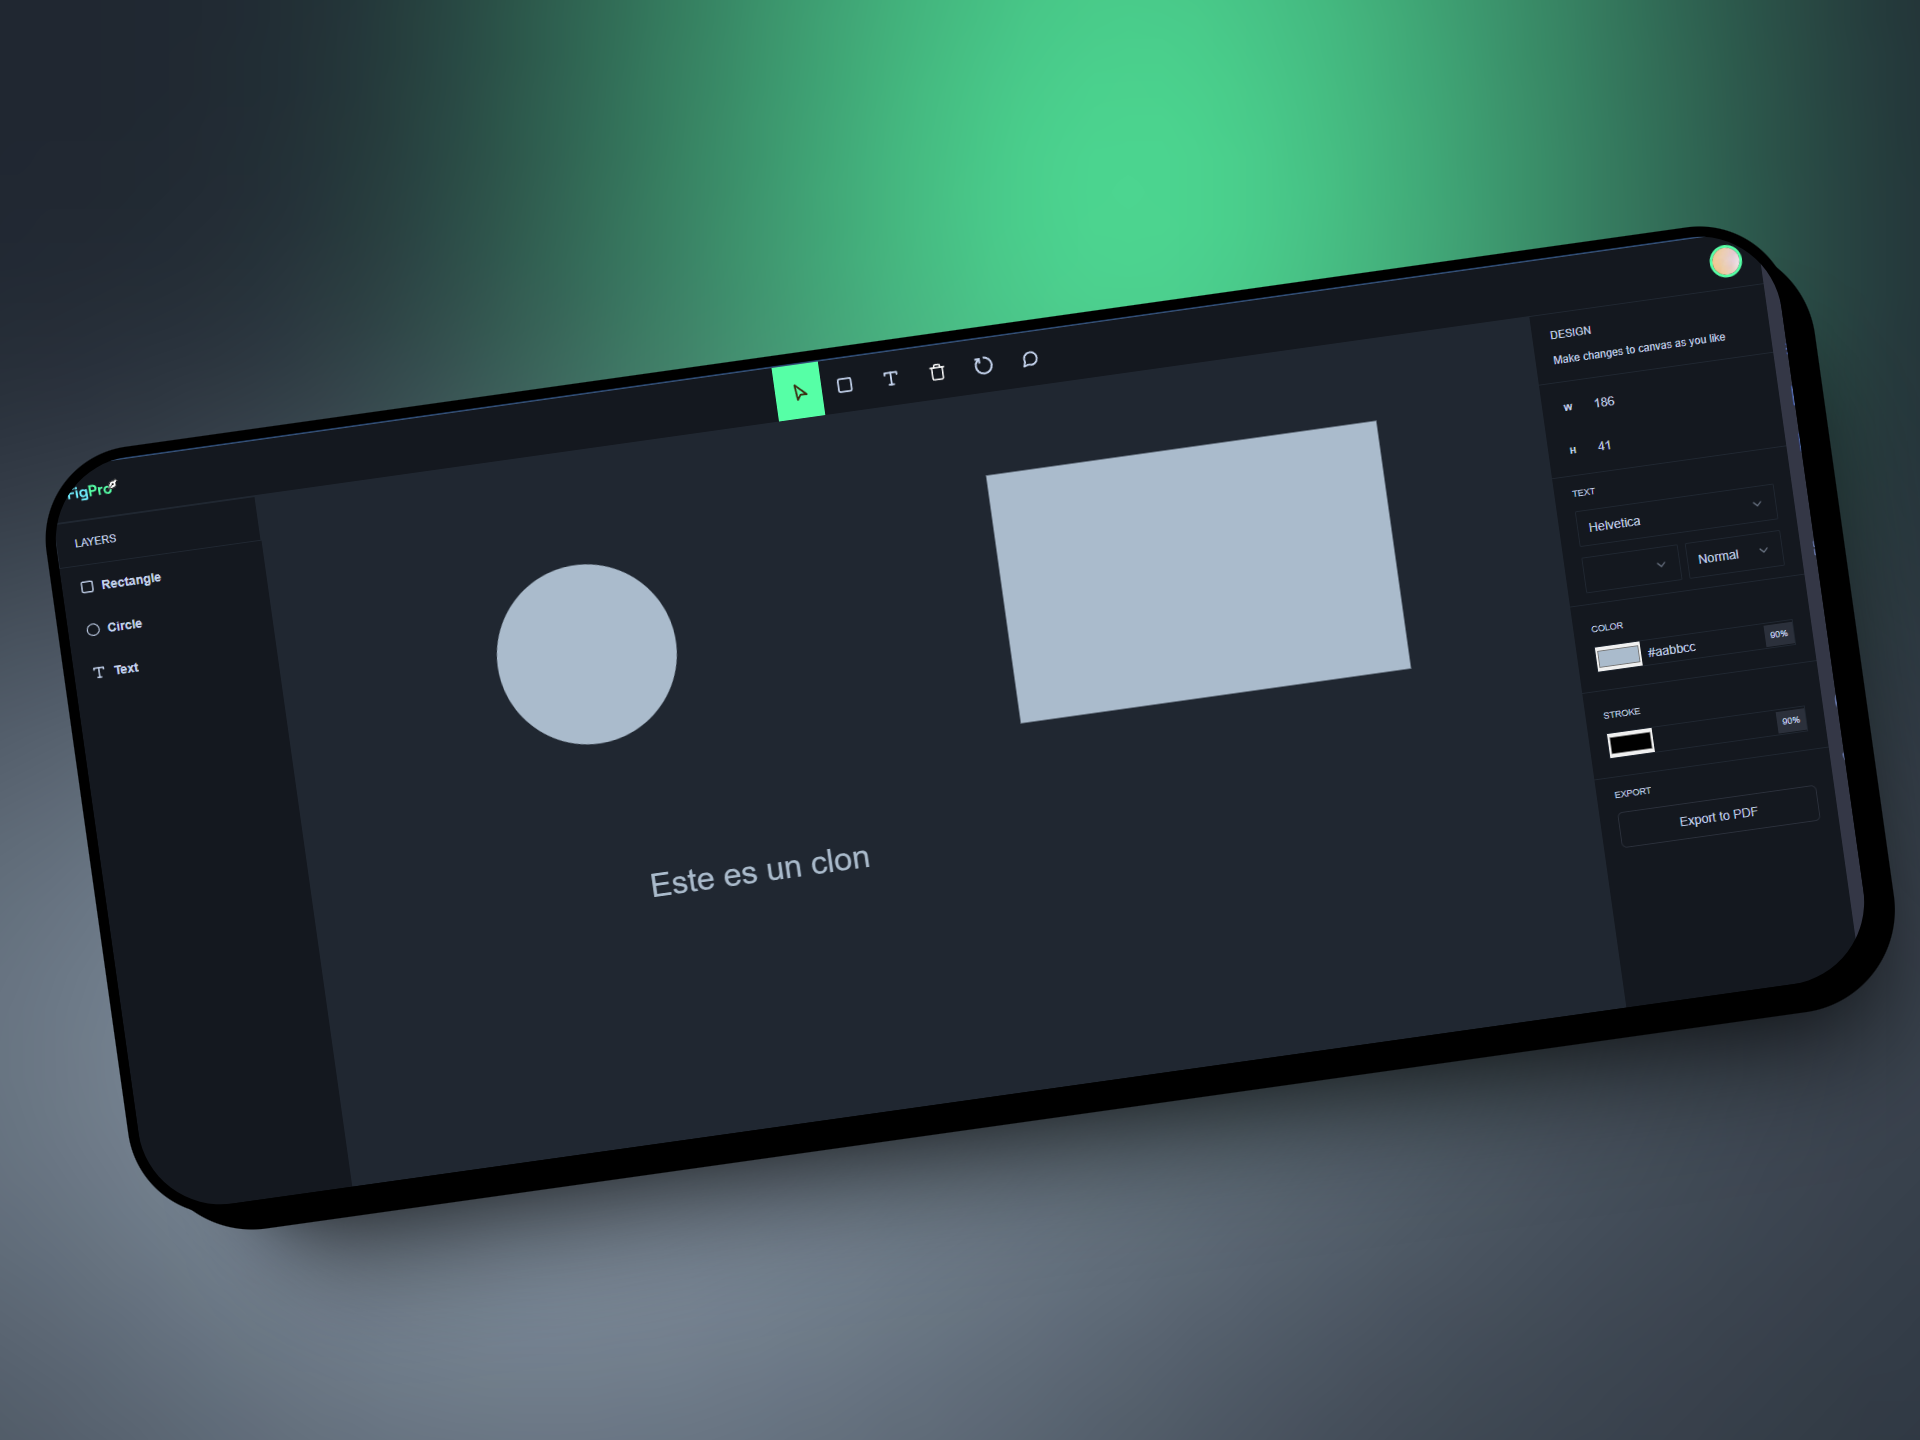 FigPro
LAYERS
Rectangle
Circle
Text
Este es un clon
DESIGN
Make changes to canvas as you like
W 186
H 41
TEXT
Helvetica
Normal
COLOR
#aabbcc 90%
STROKE
90%
EXPORT
Export to PDF